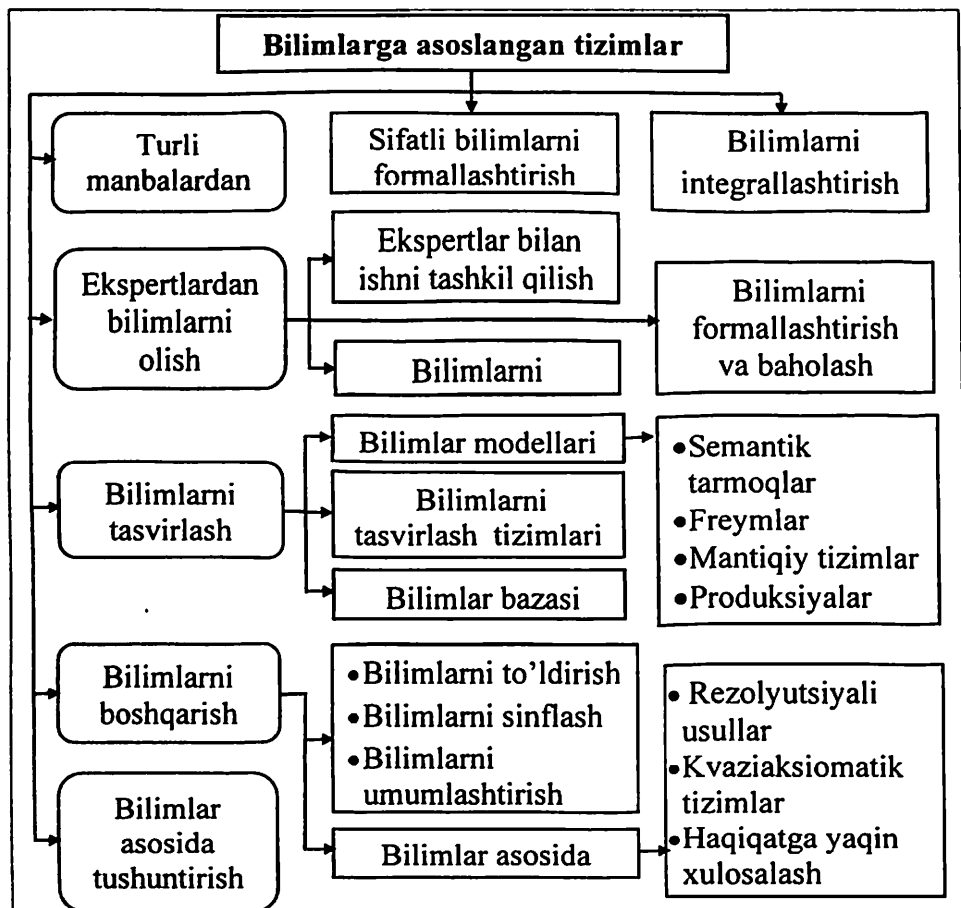 Bilimlarga asoslangan tizimlar
Turli
manbalardan
Sifatli bilimlarni
formallashtirish
Bilimlarni
integrallashtirish
Ekspertlardan
bilimlarni
olish
Ekspertlar bilan
ishni tashkil qilish
Bilimlarni
Bilimlarni
formallashtirish
va baholash
Bilimlarni
tasvirlash
Bilimlar modellari
Bilimlarni
tasvirlash tizimlari
Bilimlar bazasi
•Semantik
tarmoqlar
•Freymlar
•Mantiqiy tizimlar
•Produksiyalar
Bilimlarni
boshqarish
•Bilimlarni to’ldirish
•Bilimlarni sinflash
•Bilimlarni
umumlashtirish
Bilimlar asosida
• Rezolyutsiyali
usullar
•Kvaziaksiomatik
tizimlar
•Haqiqatga yaqin
xulosalash
Bilimlar
asosida
tushuntirish